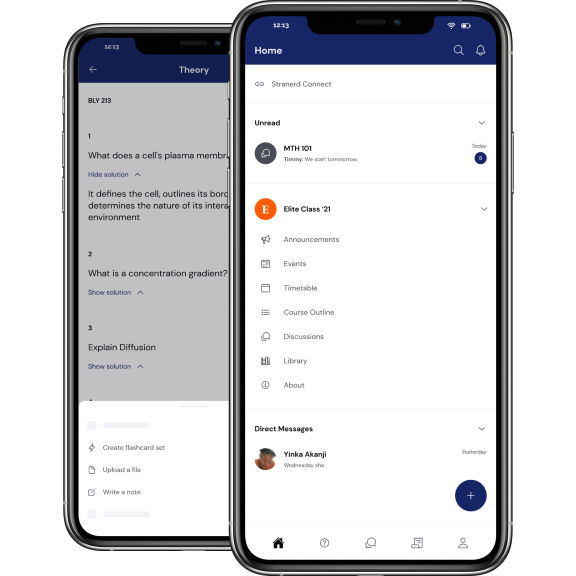 12:13
Theory
BLY 213
1
What does a cell's plasma membr
Hide solution
It defines the cell, outlines its bord
determines the nature of its intera
environment
2
What is a concentration gradient?
Show solution
3
Explain Diffusion
Show solution
Create flashcard set
Upload a file
Write a note
12:13
Home
Stranerd Connect
Unread
MTH 101
Today
Timmy: We start tommorrow.
8
E
Elite Class '21
Announcements
Events
Timetable
Course Outline
Discussions
Library
About
Direct Messages
Yinka Akanji
Yesterday
Wednesday sha